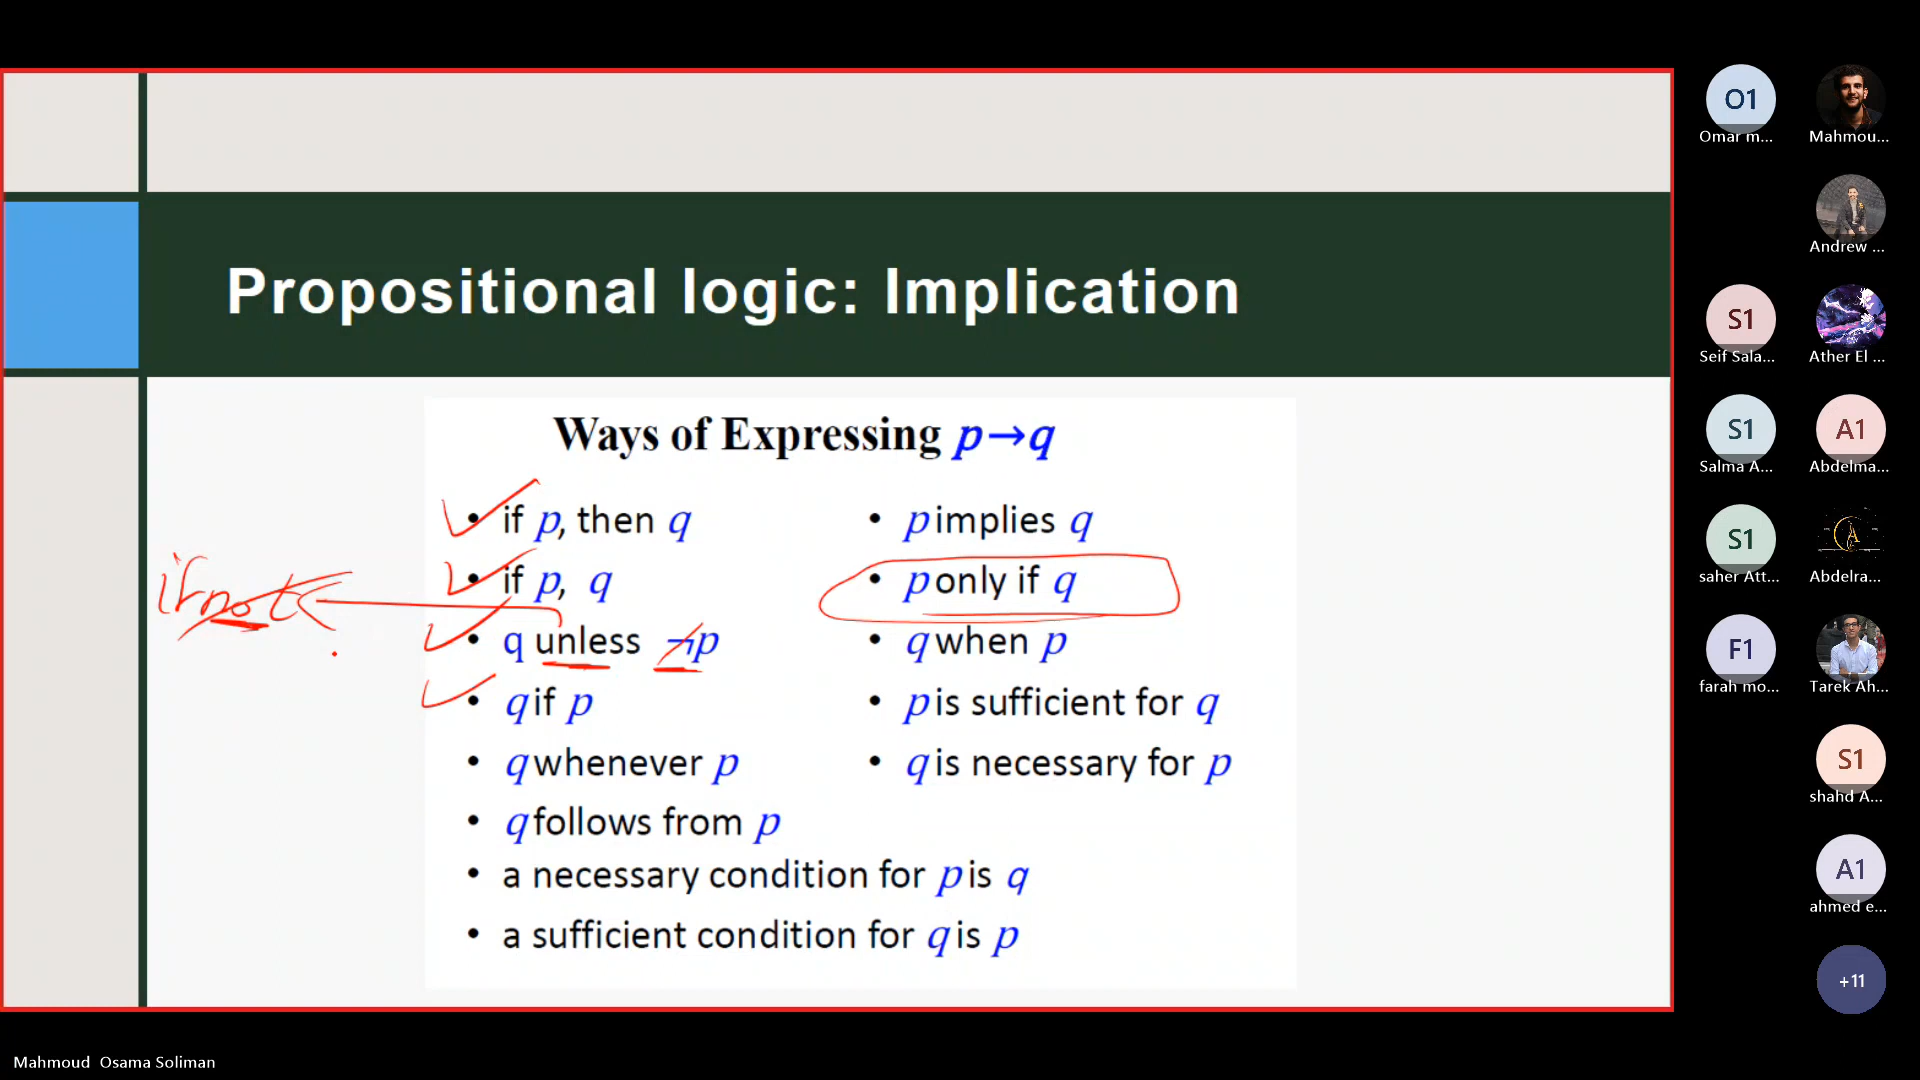 Propositional logic: Implication
Ways of Expressing p→q
• if p, then q
• if p, q
• q unless ¬p
• q if p
• q whenever p
• q follows from p
• a necessary condition for p is q
• a sufficient condition for q is p
• p implies q
• p only if q
• q when p
• p is sufficient for q
• q is necessary for p
if not
O1
Omar m...
Mahmou...
Andrew ...
S1
Seif Sala...
Ather El ...
S1
Salma A...
A1
Abdelma...
S1
saher Att...
A
Abdelra...
F1
farah mo...
Tarek Ah...
S1
shahd A...
A1
ahmed e...
+11
Mahmoud Osama Soliman